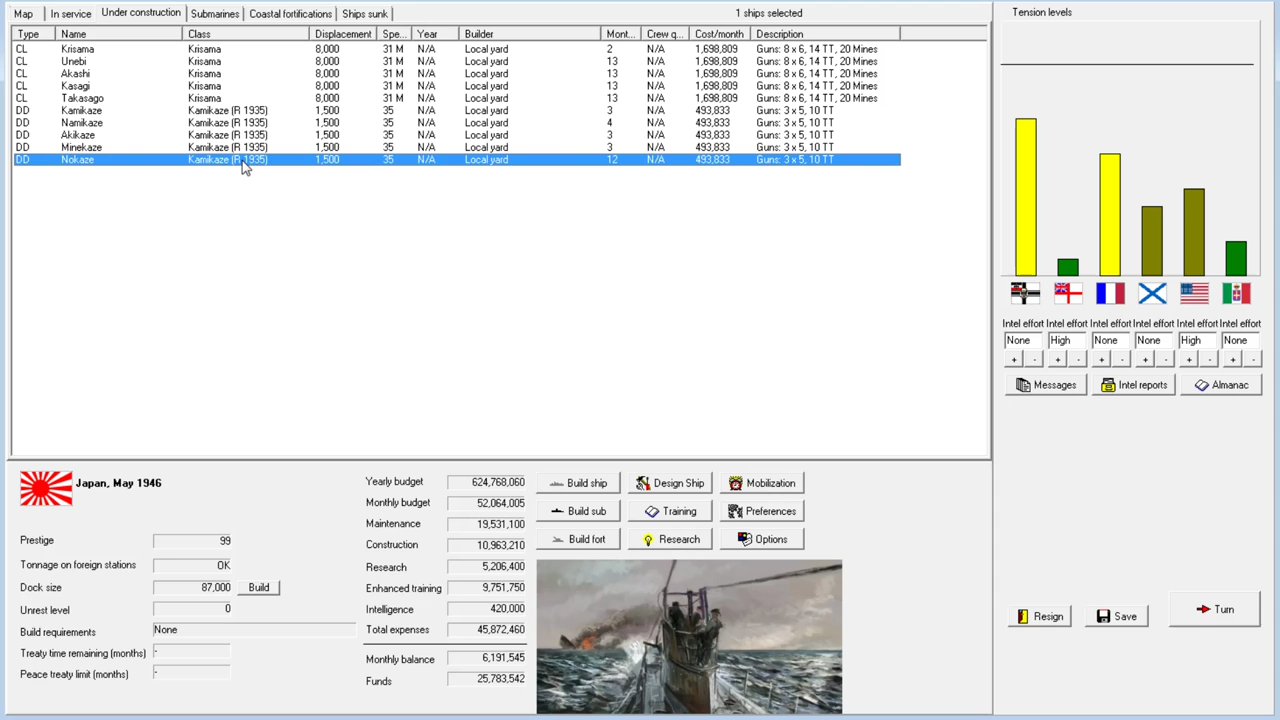 Map In service Under construction Submarines Coastal fortifications Ships sunk 1 ships selected
Type Name Class Displacement Spe... Year Builder Mont... Crew q... Cost/month Description
CL Krisama Krisama 8,000 31 M N/A Local yard 2 N/A 1,698,809 Guns: 8 x 6, 14 TT, 20 Mines
CL Unebi Krisama 8,000 31 M N/A Local yard 13 N/A 1,698,809 Guns: 8 x 6, 14 TT, 20 Mines
CL Akashi Krisama 8,000 31 M N/A Local yard 13 N/A 1,698,809 Guns: 8 x 6, 14 TT, 20 Mines
CL Kasagi Krisama 8,000 31 M N/A Local yard 13 N/A 1,698,809 Guns: 8 x 6, 14 TT, 20 Mines
CL Takasago Krisama 8,000 31 M N/A Local yard 13 N/A 1,698,809 Guns: 8 x 6, 14 TT, 20 Mines
DD Kamikaze Kamikaze (R 1935) 1,500 35 N/A Local yard 3 N/A 493,833 Guns: 3 x 5, 10 TT
DD Namikaze Kamikaze (R 1935) 1,500 35 N/A Local yard 4 N/A 493,833 Guns: 3 x 5, 10 TT
DD Akikaze Kamikaze (R 1935) 1,500 35 N/A Local yard 3 N/A 493,833 Guns: 3 x 5, 10 TT
DD Minekaze Kamikaze (R 1935) 1,500 35 N/A Local yard 3 N/A 493,833 Guns: 3 x 5, 10 TT
DD Nokaze Kamikaze (R 1935) 1,500 35 N/A Local yard 12 N/A 493,833 Guns: 3 x 5, 10 TT
Tension levels
Intel effort Intel effort Intel effort Intel effort Intel effort Intel effort
None High None None High None
+ - + - + - + - + - + -
Messages Intel reports Almanac
Japan, May 1946
Prestige 99
Tonnage on foreign stations OK
Dock size 87,000 Build
Unrest level 0
Build requirements None
Treaty time remaining (months) -
Peace treaty limit (months) -
Yearly budget 624,768,060
Monthly budget 52,064,005
Maintenance 19,531,100
Construction 10,963,210
Research 5,206,400
Enhanced training 9,751,750
Intelligence 420,000
Total expenses 45,872,460
Monthly balance 6,191,545
Funds 25,783,542
Build ship Design Ship Mobilization
Build sub Training Preferences
Build fort Research Options
Resign Save Turn